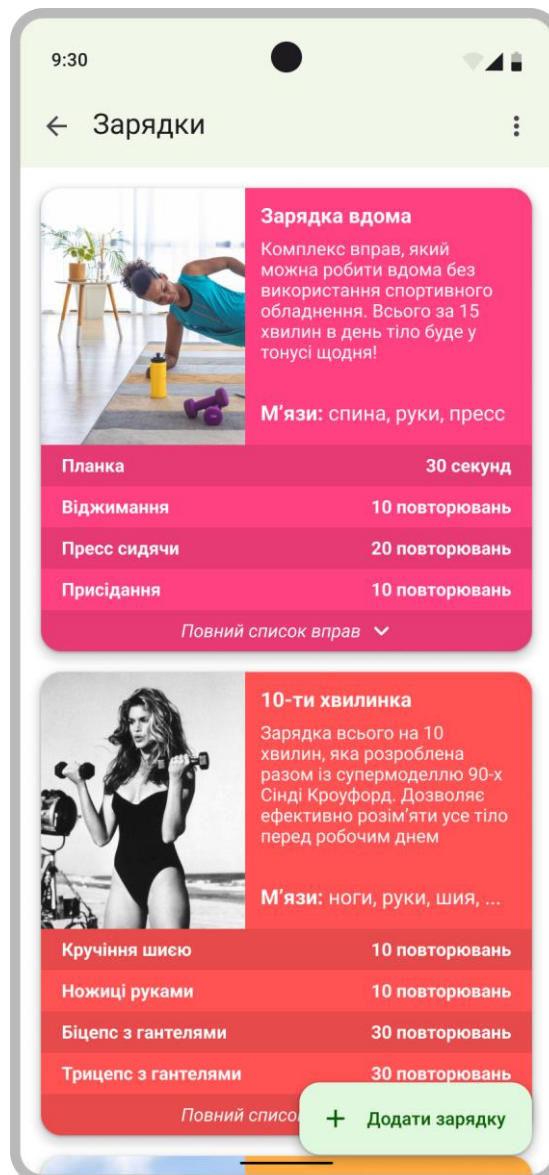 9:30
Зарядки
Зарядка вдома
Комплекс вправ, який
можна робити вдома без
використання спортивного
обладнення. Всього за 15
хвилин в день тіло буде у
тонусі щодня!
М’язи: спина, руки, пресс
Планка 30 секунд
Віджимання 10 повторювань
Пресс сидячи 20 повторювань
Присідання 10 повторювань
Повний список вправ
10-ти хвилинка
Зарядка всього на 10
хвилин, яка розроблена
разом із супермоделлю 90-х
Сінді Кроуфорд. Дозволяє
ефективно розім’яти усе тіло
перед робочим днем
М’язи: ноги, руки, шия, ...
Кручіння шиєю 10 повторювань
Ножиці руками 10 повторювань
Біцепс з гантелями 30 повторювань
Трицепс з гантелями 30 повторювань
Повний списо
+ Додати зарядку